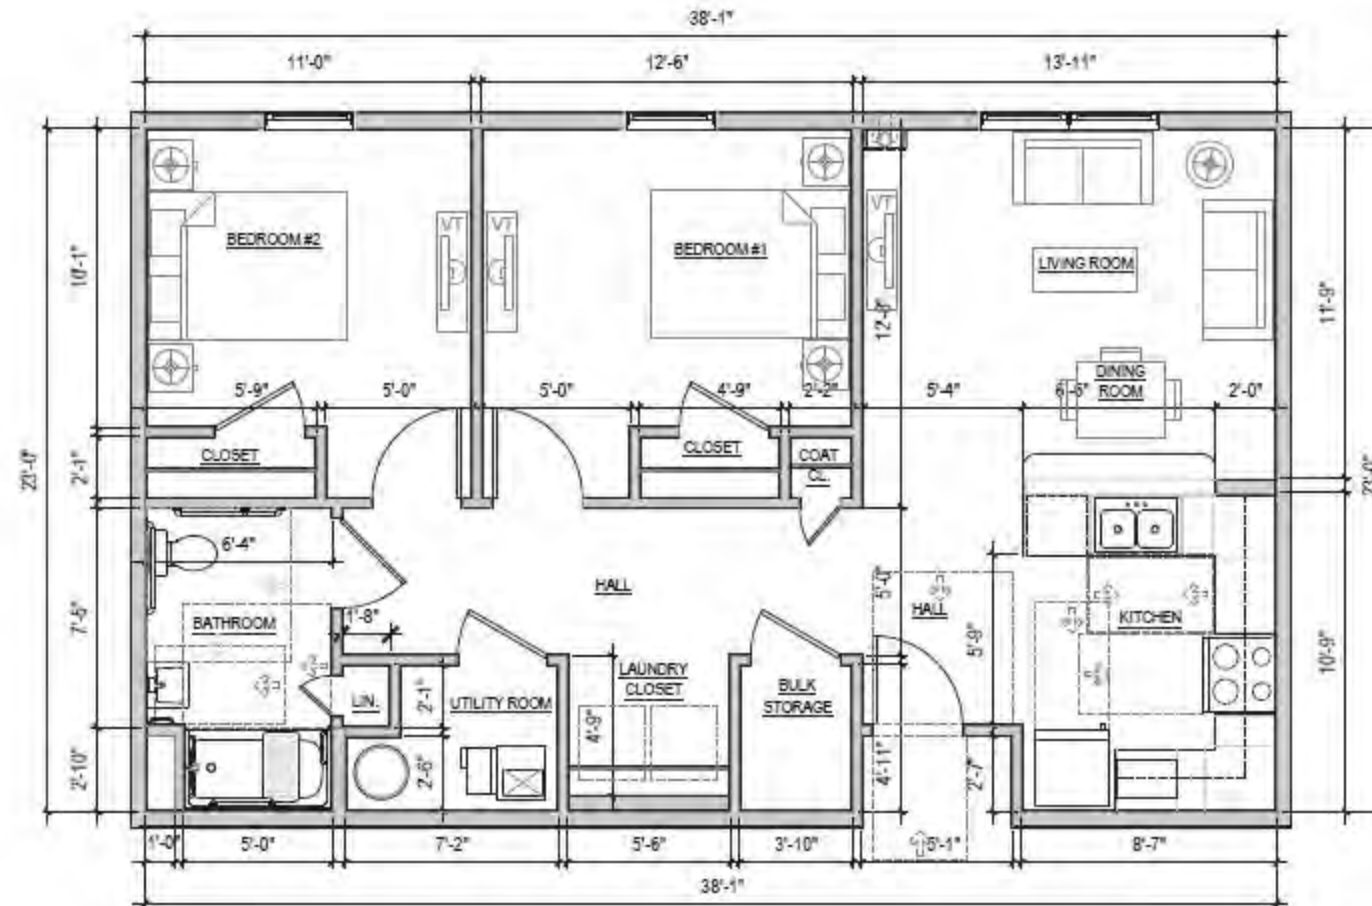 38'-1"
11'-0"
12'-6"
13'-11"
BEDROOM #2
BEDROOM #1
LIVING ROOM
10'-1"
11'-9"
12'-8"
DINING
ROOM
5'-9"
5'-0"
5'-0"
4'-9"
2'-2"
5'-4"
6'-6"
2'-0"
CLOSET
CLOSET
COAT
CL.
2'-1"
23'-0"
23'-0"
6'-4"
HALL
HALL
5'-0"
BATHROOM
1'-8"
KITCHEN
7'-5"
5'-9"
10'-9"
LIN.
2'-1"
UTILITY ROOM
LAUNDRY
CLOSET
BULK
STORAGE
4'-9"
2'-10"
2'-6"
4'-11"
2'-7"
1'-0"
5'-0"
7'-2"
5'-6"
3'-10"
5'-1"
8'-7"
38'-1"